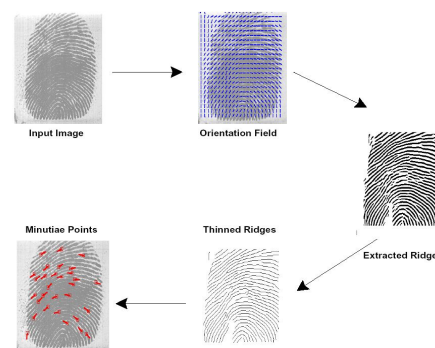 Input Image
Orientation Field
Extracted Ridge
Thinned Ridges
Minutiae Points